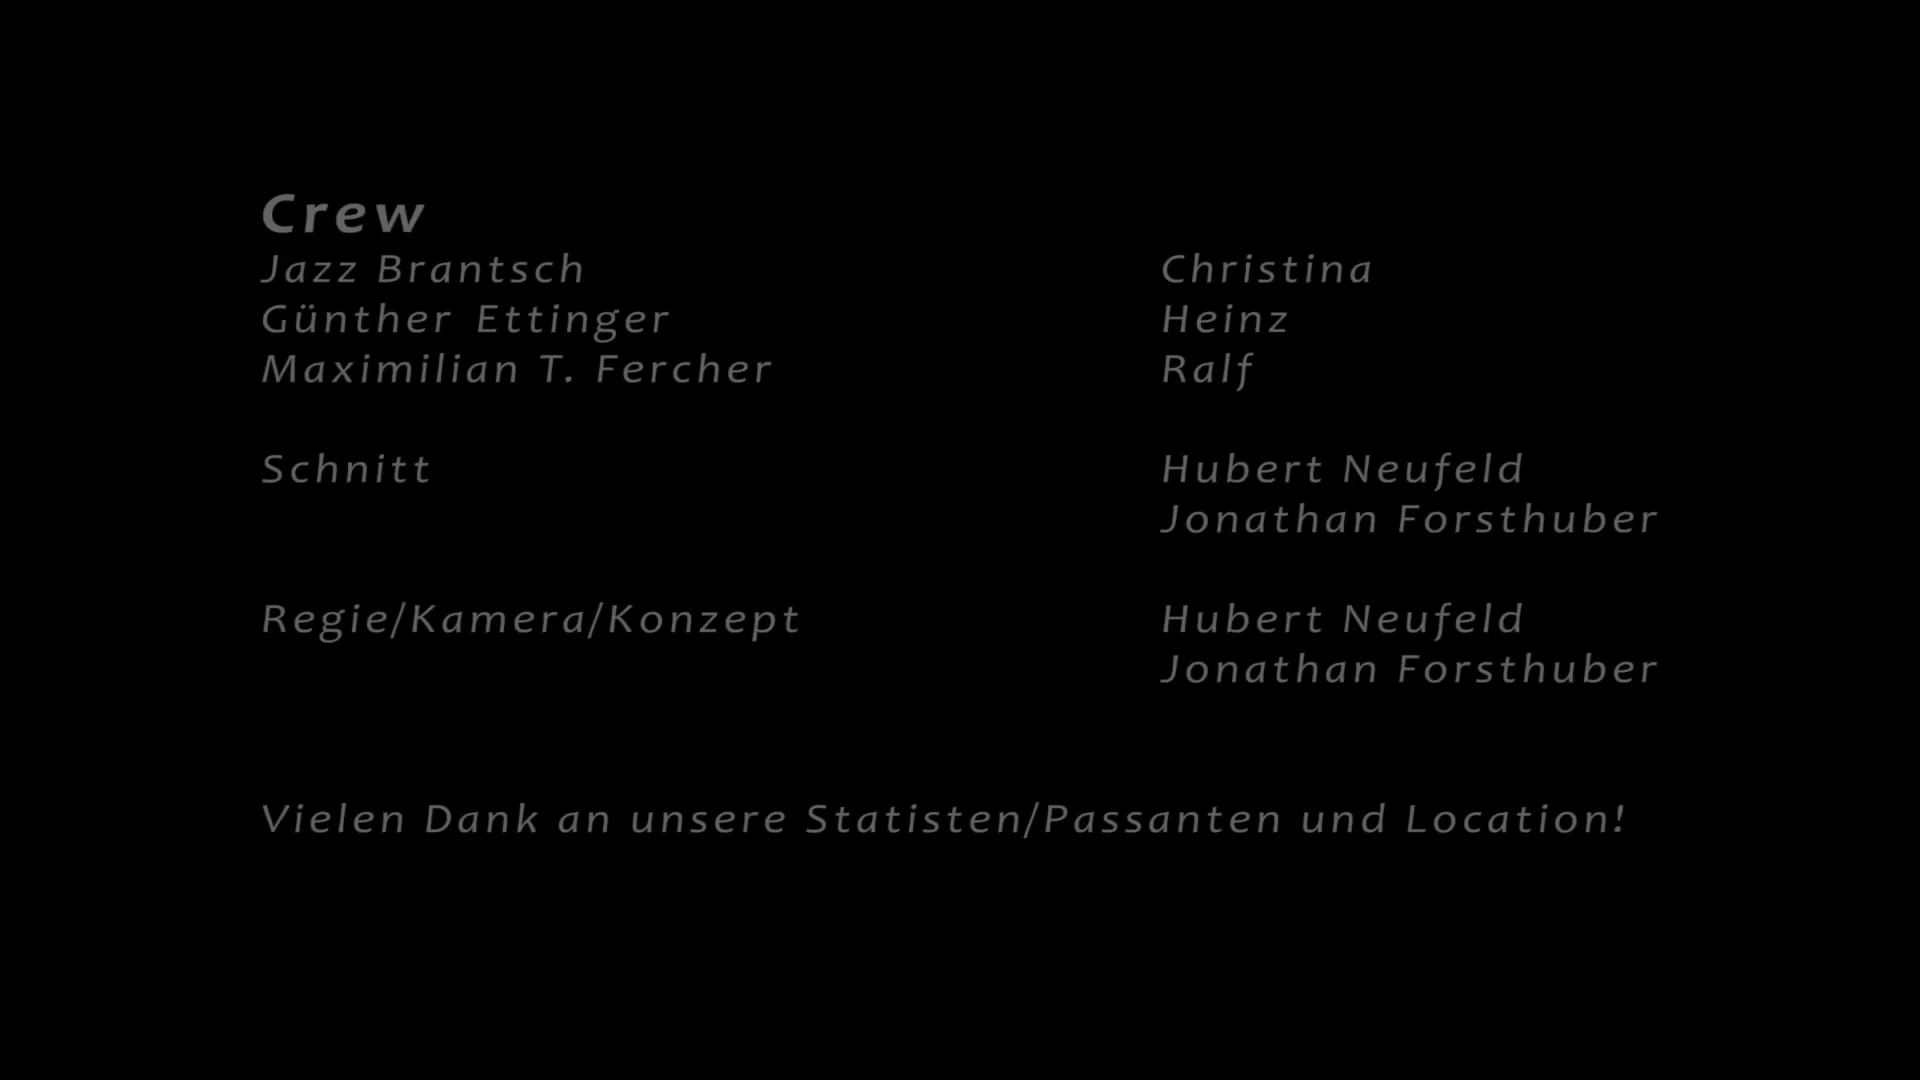 Crew
Jazz Brantsch Christina
Günther Ettinger Heinz
Maximilian T. Fercher Ralf
Schnitt Hubert Neufeld
Jonathan Forsthuber
Regie/Kamera/Konzept Hubert Neufeld
Jonathan Forsthuber
Vielen Dank an unsere Statisten/Passanten und Location!